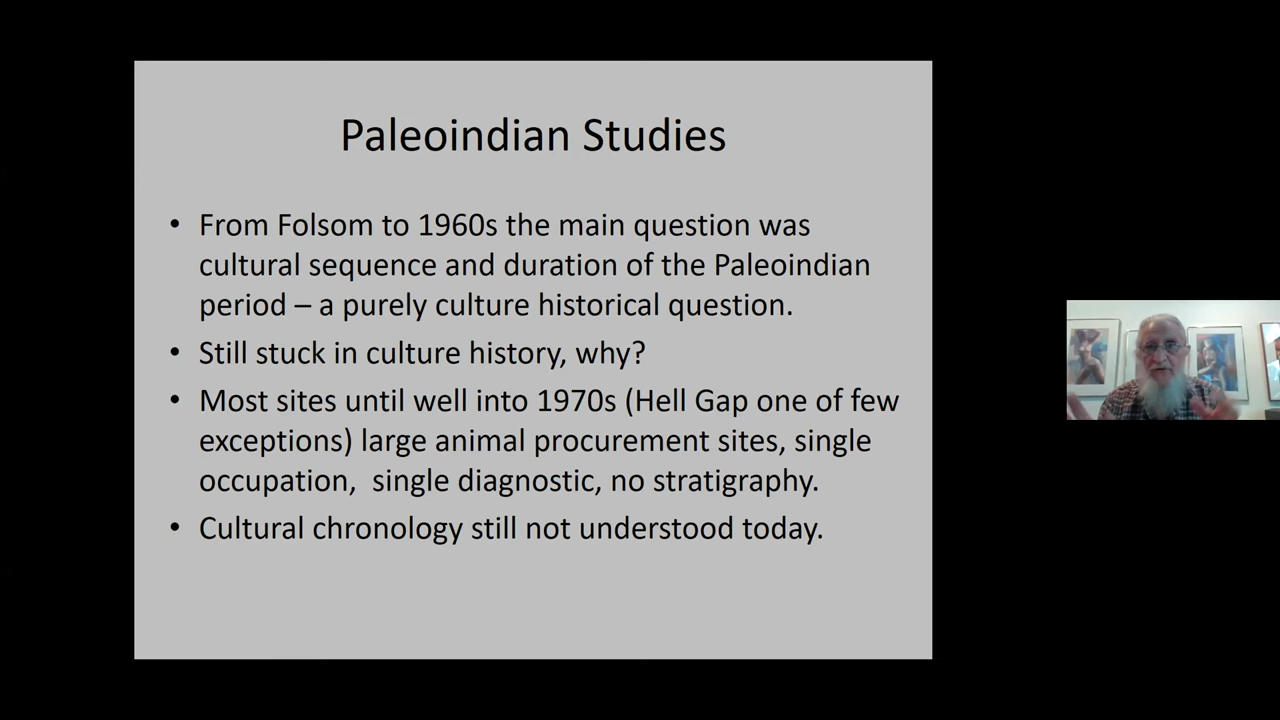 Paleoindian Studies
• From Folsom to 1960s the main question was
cultural sequence and duration of the Paleoindian
period – a purely culture historical question.
• Still stuck in culture history, why?
• Most sites until well into 1970s (Hell Gap one of few
exceptions) large animal procurement sites, single
occupation,  single diagnostic, no stratigraphy.
• Cultural chronology still not understood today.